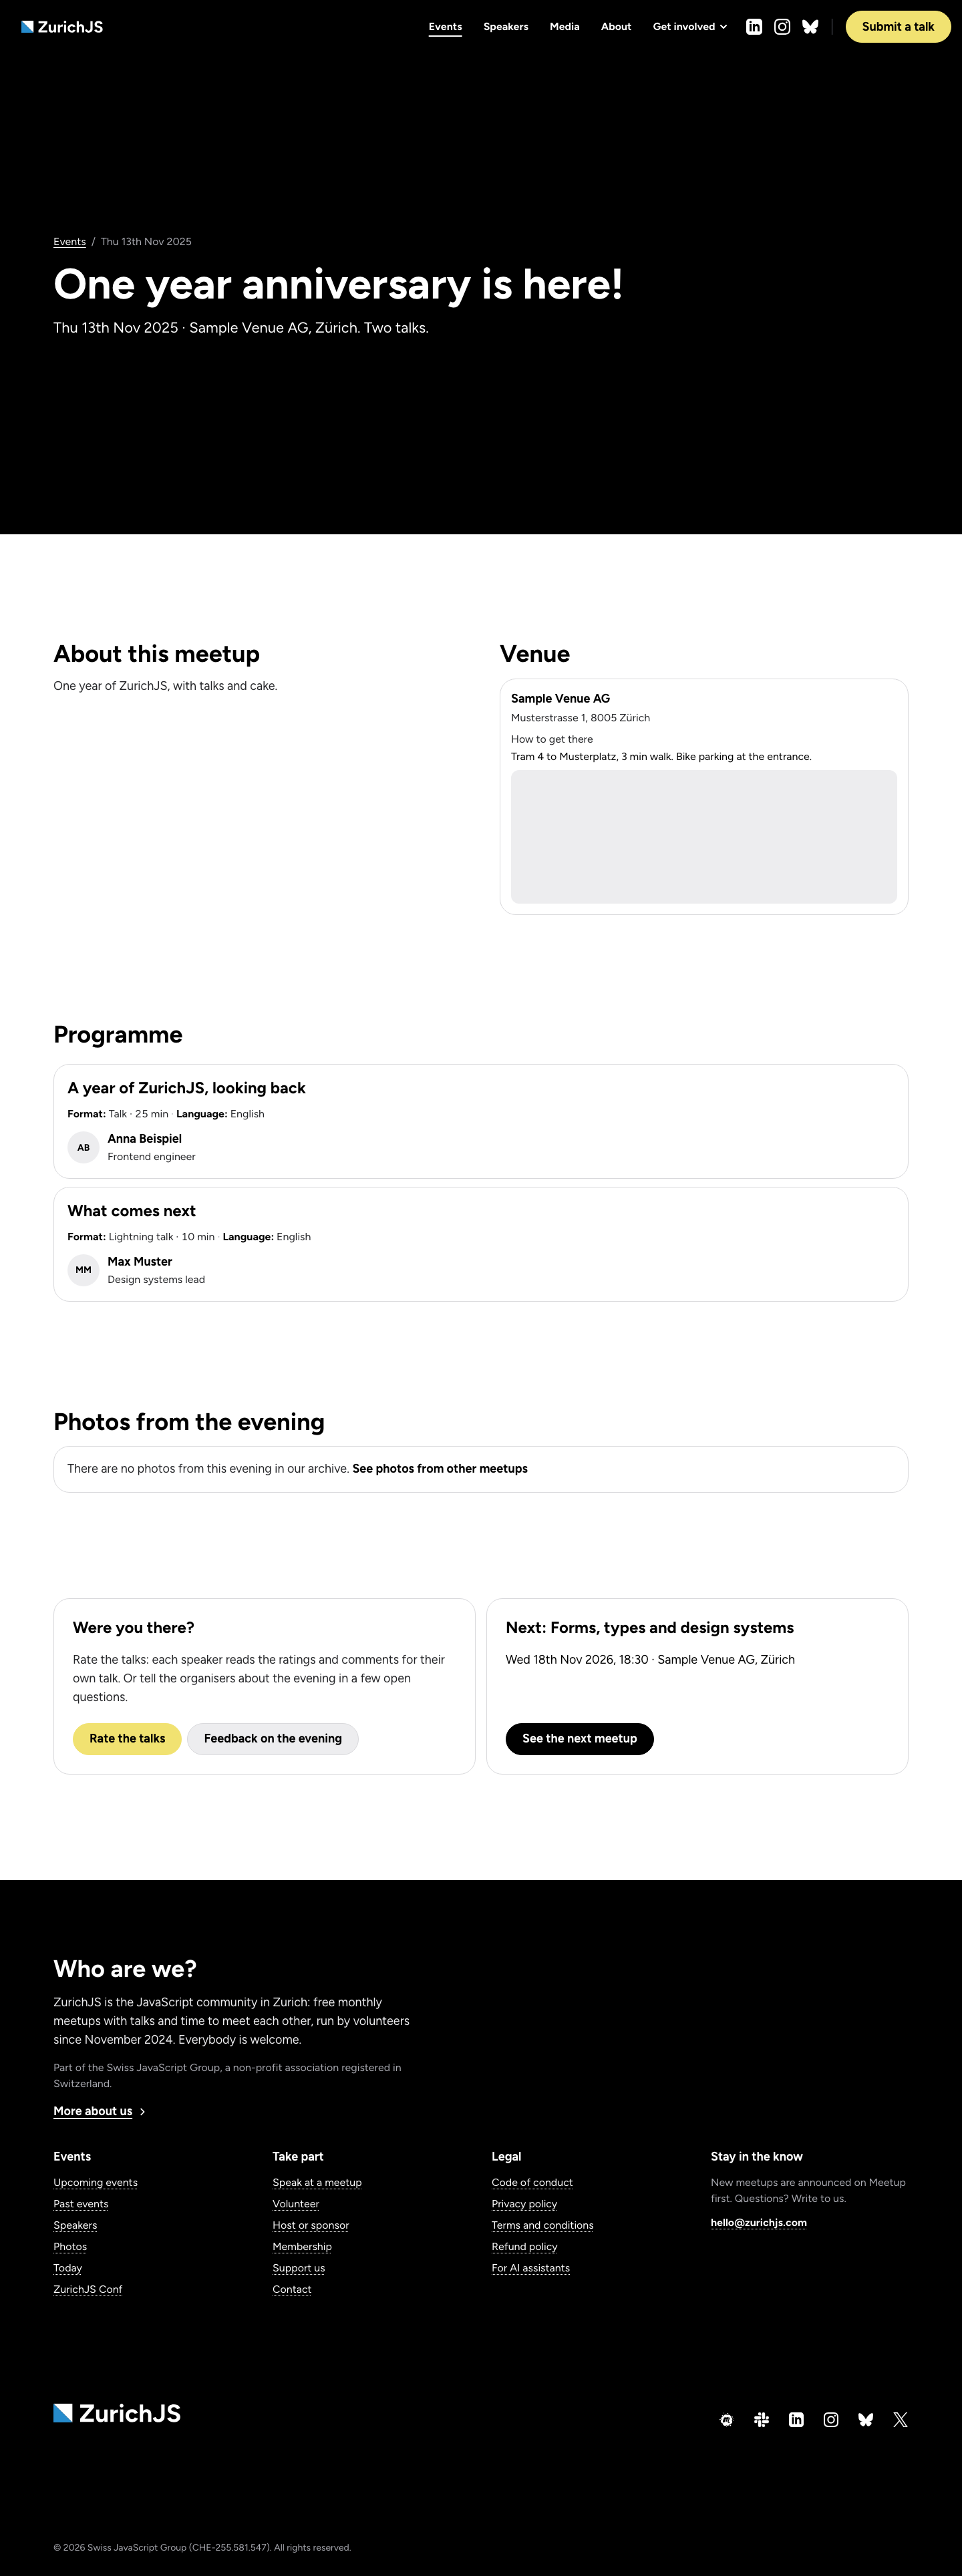 ZurichJS
Events
Speakers
Media
About
Get involved
Submit a talk
Events / Thu 13th Nov 2025
One year anniversary is here!
Thu 13th Nov 2025 · Sample Venue AG, Zürich. Two talks.
About this meetup
One year of ZurichJS, with talks and cake.
Venue
Sample Venue AG
Musterstrasse 1, 8005 Zürich
How to get there
Tram 4 to Musterplatz, 3 min walk. Bike parking at the entrance.
Programme
A year of ZurichJS, looking back
Format: Talk · 25 min · Language: English
AB
Anna Beispiel
Frontend engineer
What comes next
Format: Lightning talk · 10 min · Language: English
MM
Max Muster
Design systems lead
Photos from the evening
There are no photos from this evening in our archive. See photos from other meetups
Were you there?
Rate the talks: each speaker reads the ratings and comments for their
own talk. Or tell the organisers about the evening in a few open
questions.
Rate the talks
Feedback on the evening
Next: Forms, types and design systems
Wed 18th Nov 2026, 18:30 · Sample Venue AG, Zürich
See the next meetup
Who are we?
ZurichJS is the JavaScript community in Zurich: free monthly
meetups with talks and time to meet each other, run by volunteers
since November 2024. Everybody is welcome.
Part of the Swiss JavaScript Group, a non-profit association registered in
Switzerland.
More about us
Events
Upcoming events
Past events
Speakers
Photos
Today
ZurichJS Conf
Take part
Speak at a meetup
Volunteer
Host or sponsor
Membership
Support us
Contact
Legal
Code of conduct
Privacy policy
Terms and conditions
Refund policy
For AI assistants
Stay in the know
New meetups are announced on Meetup
first. Questions? Write to us.
hello@zurichjs.com
ZurichJS
© 2026 Swiss JavaScript Group (CHE-255.581.547). All rights reserved.